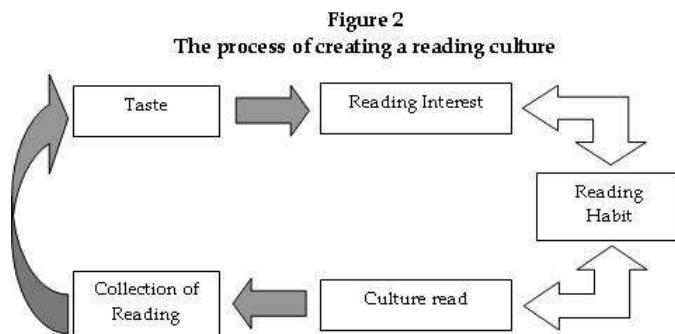 Figure 2
The process of creating a reading culture
Taste
Reading Interest
Reading
Habit
Culture read
Collection of
Reading